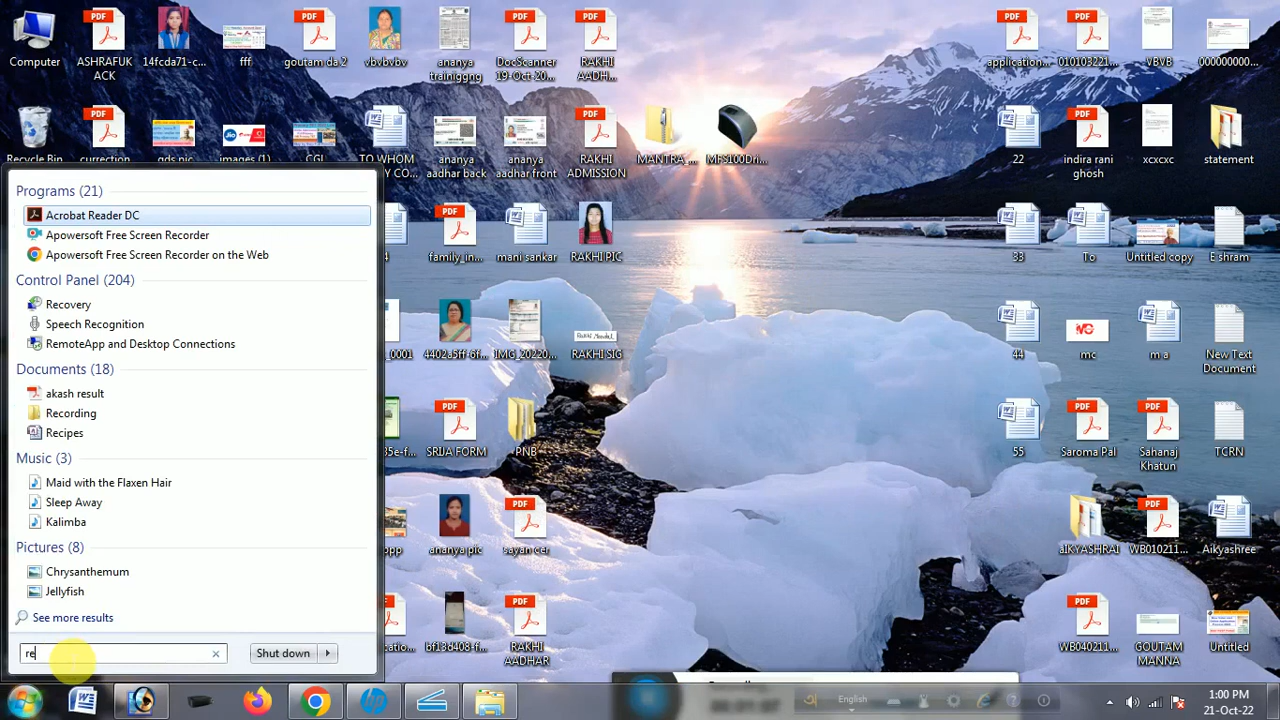 Computer
ASHRAFUK
ACK
14fcda71-c...
fff
goutam da 2
vbvbvov
ananya
trainiggng
DocScanner
19-Oct-20...
RAKHI
AADH...
application...
010103221...
VBVB
000000000...
Recycle Bin
currection
gds pic
images (1)
CGL
TO WHOM
ananya
aadhar back
ananya
aadhar front
RAKHI
ADMISSION
MANTRA_...
MFS100Dri...
22
indira rani
ghosh
xcxcxc
statement
family_in...
mani sankar
RAKHI PIC
33
To
Untitled copy
E shram
4402a5ff-6f...
IMG_20220...
RAKHI SIG
44
mc
m a
New Text
Document
SRIJA FORM
PNB
55
Saroma Pal
Sahanaj
Khatun
TCRN
ananya pic
sayan cer
aIKYASHRAI
WB010211...
Aikyashree
6f13d408-f...
RAKHI
AADHAR
WB040211...
GOUTAM
MANNA
Untitled
Programs (21)
Acrobat Reader DC
Apowersoft Free Screen Recorder
Apowersoft Free Screen Recorder on the Web
Control Panel (204)
Recovery
Speech Recognition
RemoteApp and Desktop Connections
Documents (18)
akash result
Recording
Recipes
Music (3)
Maid with the Flaxen Hair
Sleep Away
Kalimba
Pictures (8)
Chrysanthemum
Jellyfish
See more results
re
Shut down
English
1:00 PM
21-Oct-22